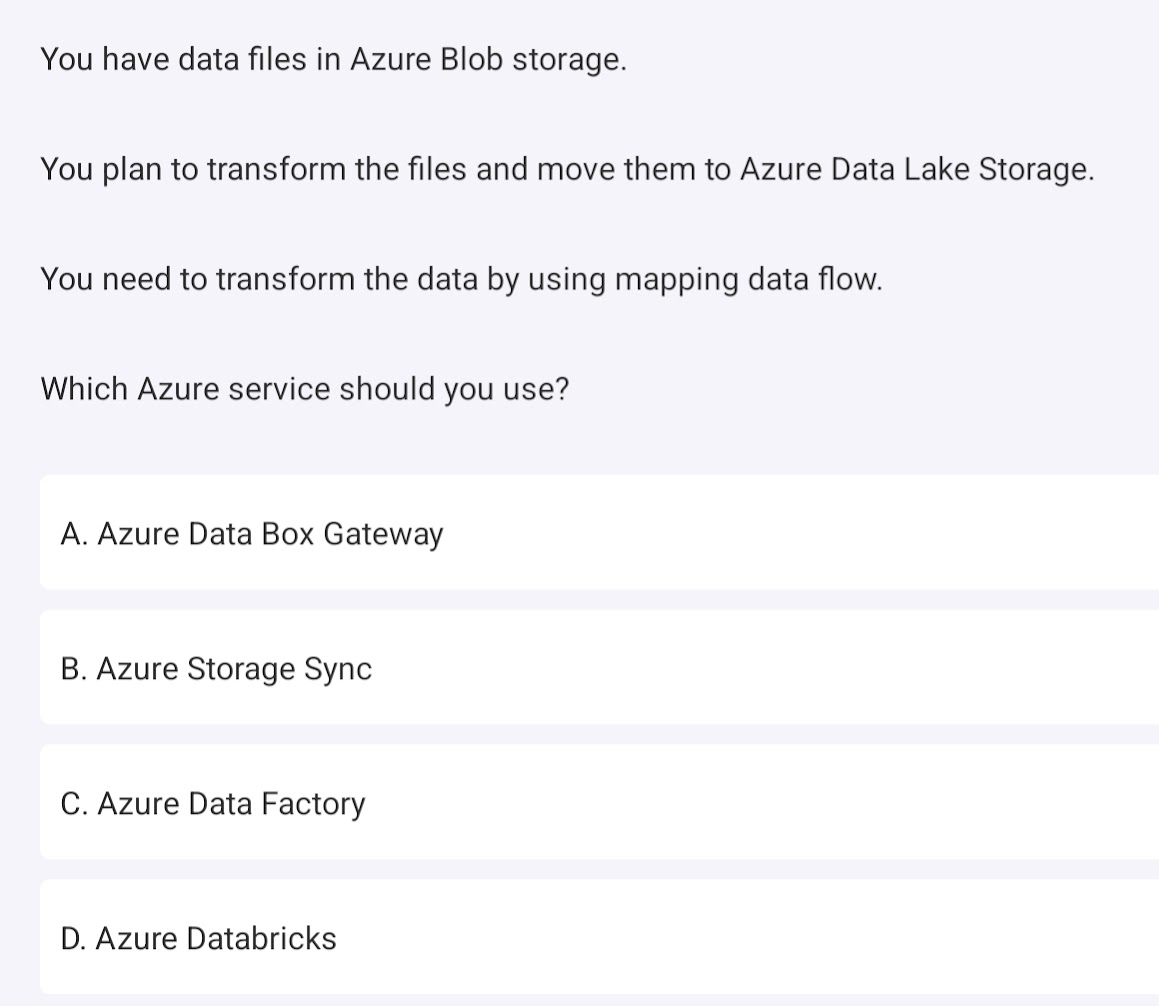 You have data files in Azure Blob storage.
You plan to transform the files and move them to Azure Data Lake Storage.
You need to transform the data by using mapping data flow.
Which Azure service should you use?
A. Azure Data Box Gateway
B. Azure Storage Sync
C. Azure Data Factory
D. Azure Databricks